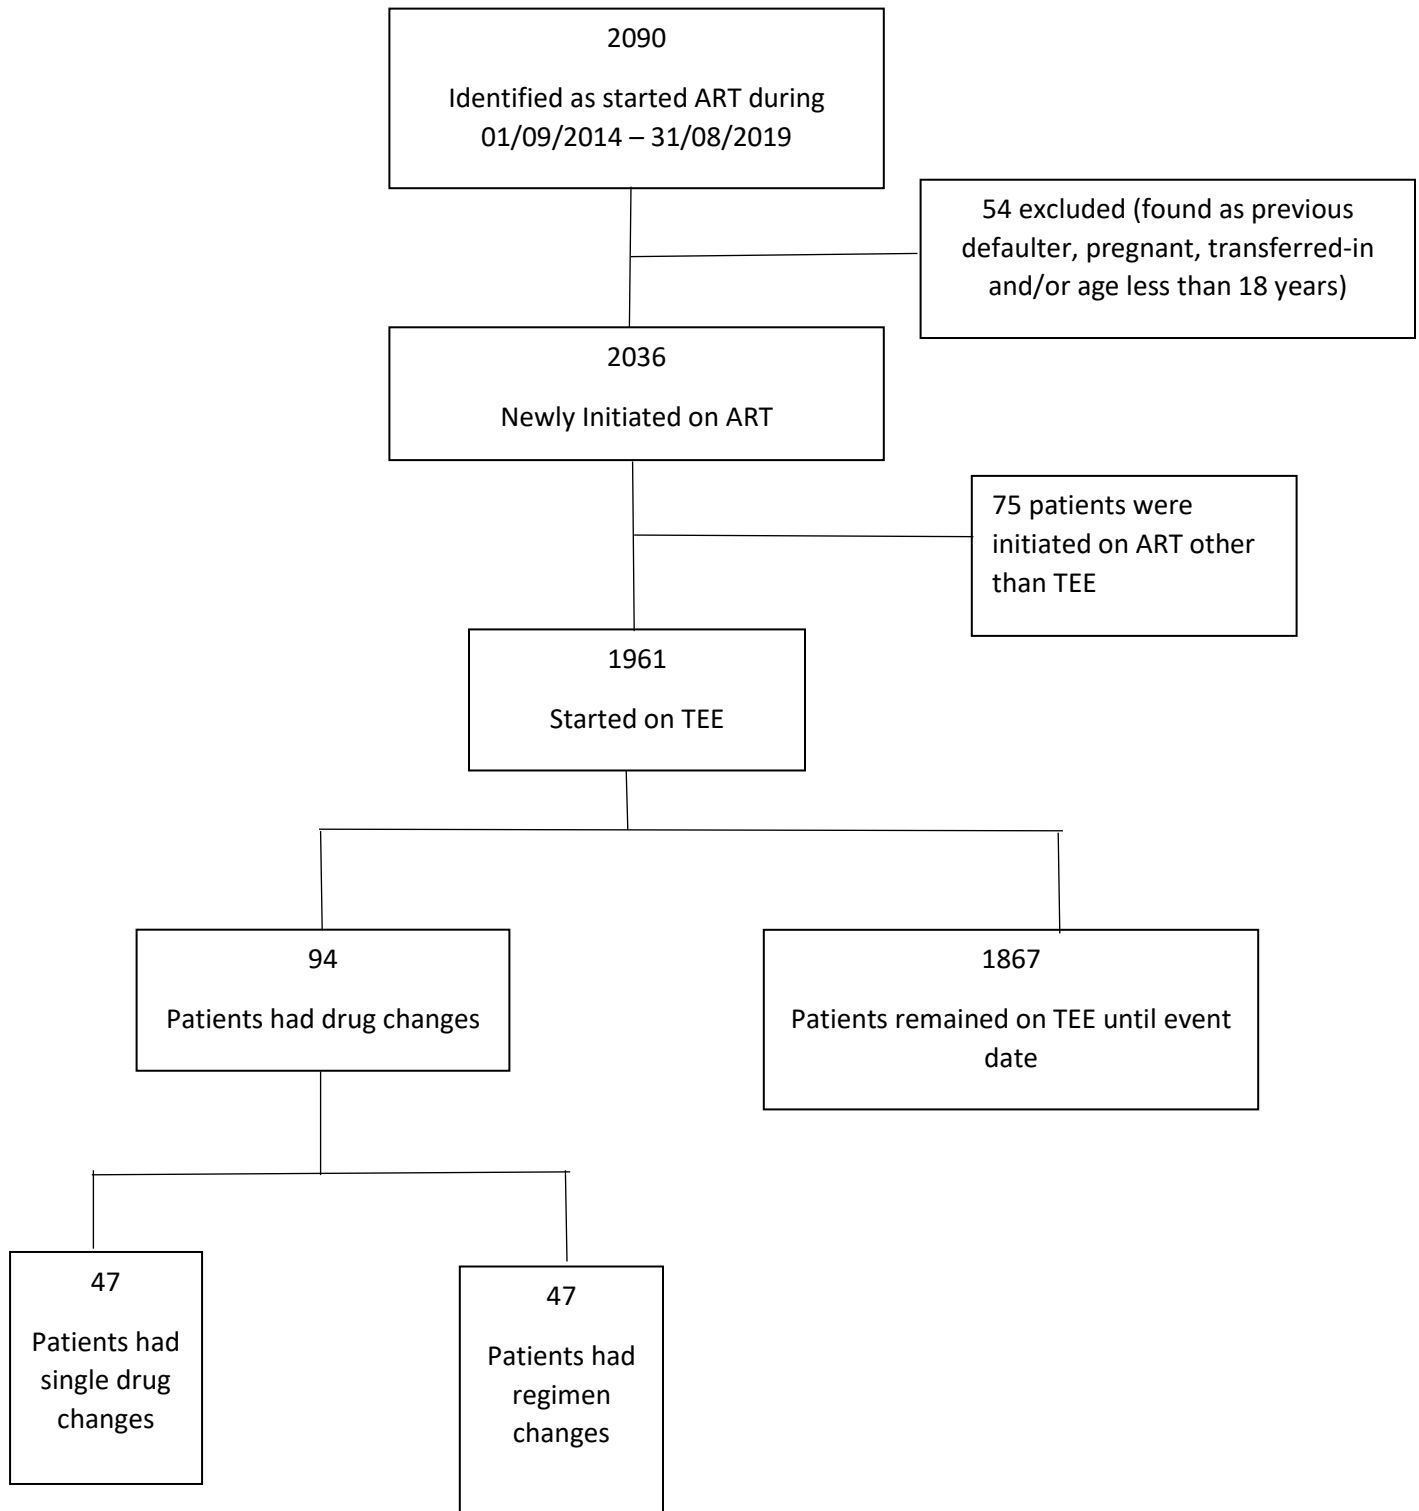 2090
Identified as started ART during
01/09/2014 – 31/08/2019
54 excluded (found as previous
defaulter, pregnant, transferred-in
and/or age less than 18 years)
2036
Newly Initiated on ART
75 patients were
initiated on ART other
than TEE
1961
Started on TEE
94
Patients had drug changes
1867
Patients remained on TEE until event
date
47
Patients had
single drug
changes
47
Patients had
regimen
changes